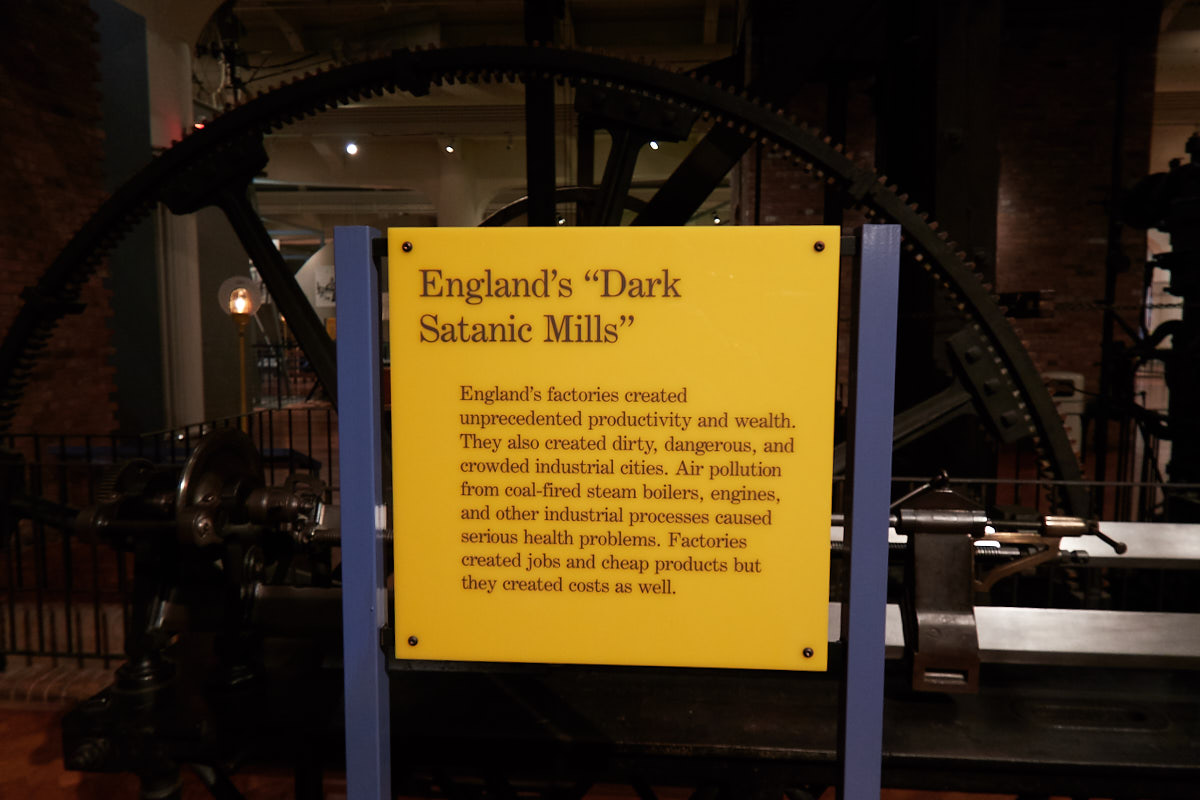 England's “Dark
Satanic Mills”
England's factories created
unprecedented productivity and wealth.
They also created dirty, dangerous, and
crowded industrial cities. Air pollution
from coal-fired steam boilers, engines,
and other industrial processes caused
serious health problems. Factories
created jobs and cheap products but
they created costs as well.